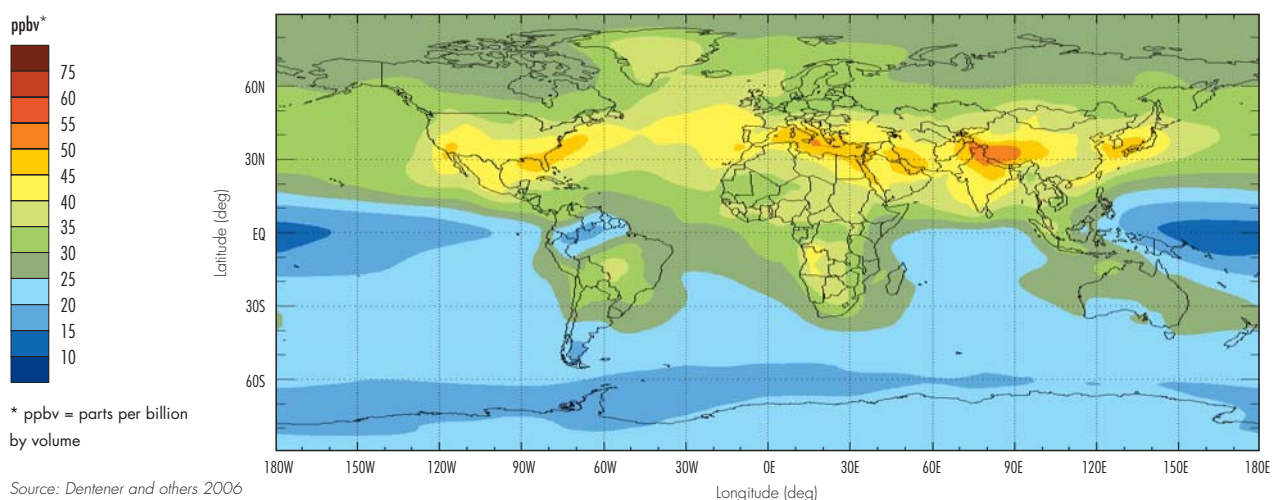 ppbv*
75
60
55
50
45
40
35
30
25
20
15
10
* ppbv = parts per billion
by volume
Source: Dentener and others 2006
Latitude (deg)
60N
30N
EQ
30S
60S
180W 150W 120W 90W 60W 30W 0E 30E 60E 90E 120E 150E 180E
Longitude (deg)